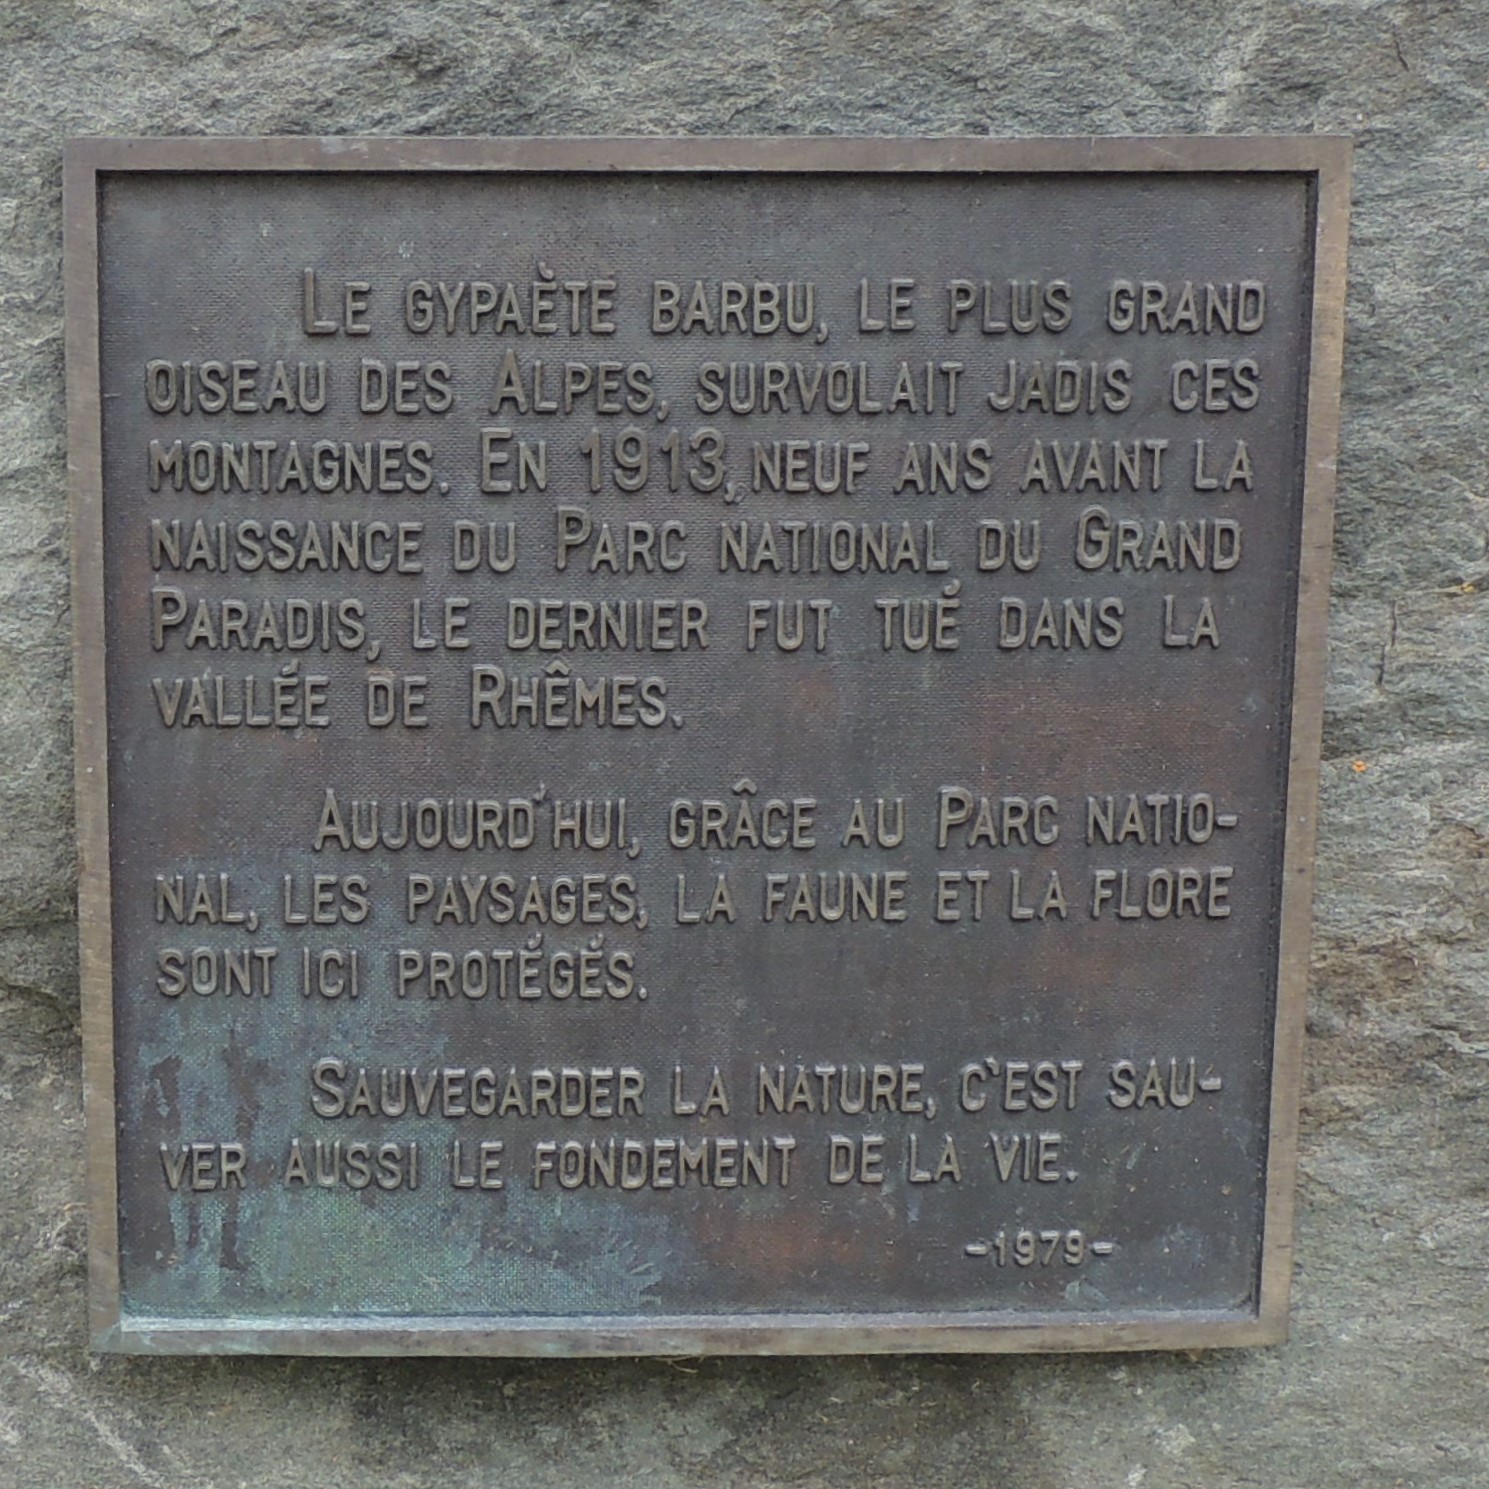 Le gypaète barbu, le plus grand
oiseau des Alpes, survolait jadis ces
montagnes. En 1913, neuf ans avant la
naissance du Parc national du Grand
Paradis, le dernier fut tué dans la
vallée de Rhêmes.
Aujourd'hui, grâce au Parc natio-
nal, les paysages, la faune et la flore
sont ici protégés.
Sauvegarder la nature, c'est sau-
ver aussi le fondement de la vie.
-1979-